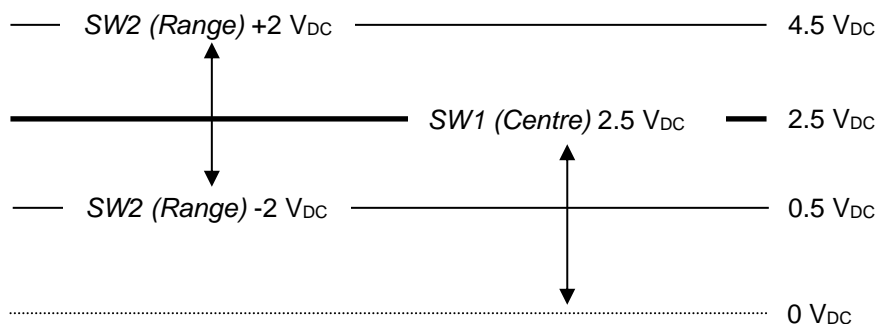 SW2 (Range) +2 VDC 4.5 VDC
SW1 (Centre) 2.5 VDC 2.5 VDC
SW2 (Range) -2 VDC 0.5 VDC
0 VDC